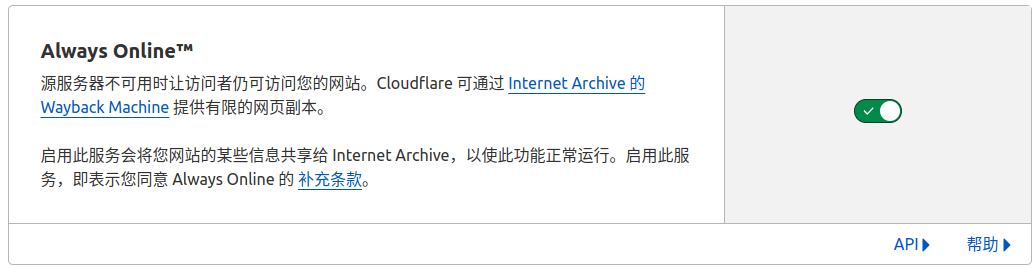 Always Online™
源服务器不可用时让访问者仍可访问您的网站。Cloudflare 可通过 Internet Archive 的
Wayback Machine 提供有限的网页副本。
启用此服务会将您网站的某些信息共享给 Internet Archive，以使此功能正常运行。启用此服
务，即表示您同意 Always Online 的 补充条款。
API 帮助